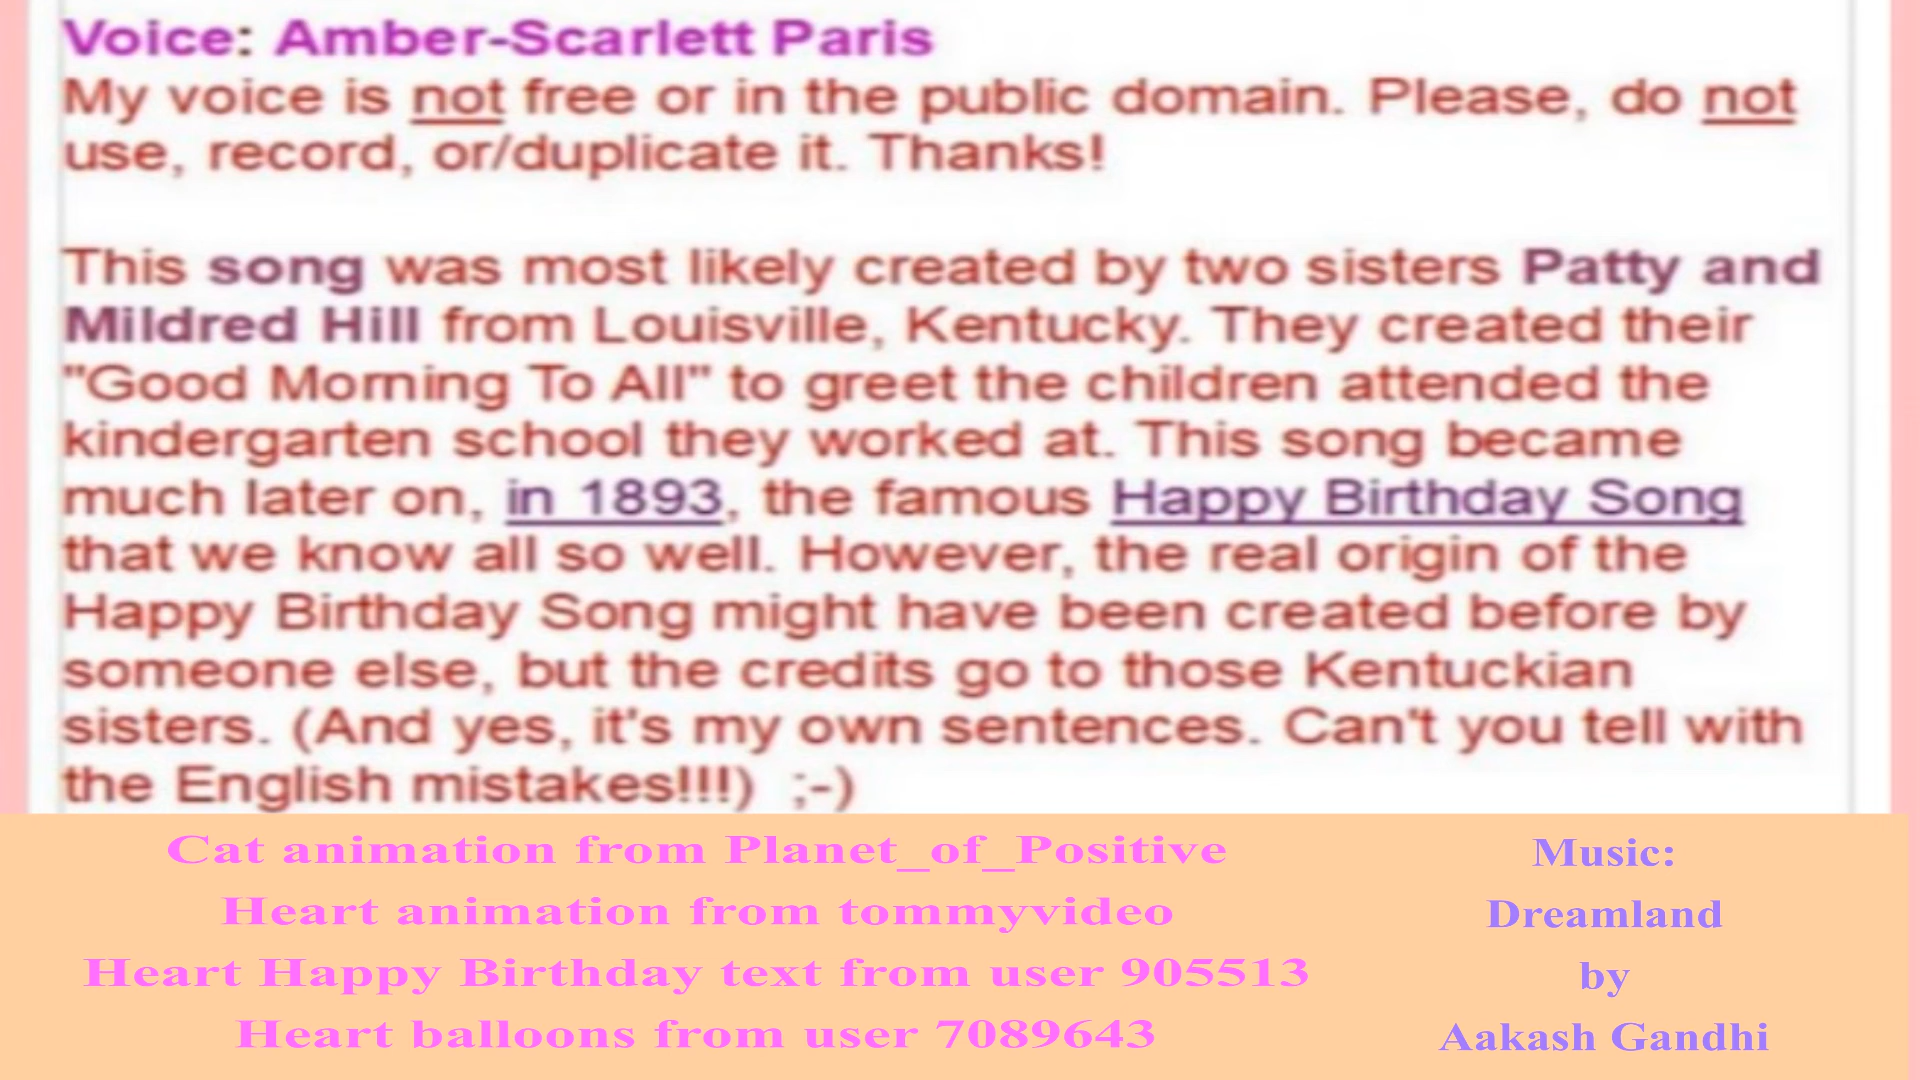 Voice: Amber-Scarlett Paris
My voice is not free or in the public domain. Please, do not
use, record, or/duplicate it. Thanks!
This song was most likely created by two sisters Patty and
Mildred Hill from Louisville, Kentucky. They created their
"Good Morning To All" to greet the children attended the
kindergarten school they worked at. This song became
much later on, in 1893, the famous Happy Birthday Song
that we know all so well. However, the real origin of the
Happy Birthday Song might have been created before by
someone else, but the credits go to those Kentuckian
sisters. (And yes, it's my own sentences. Can't you tell with
the English mistakes!!!) ;-)
Cat animation from Planet_of_Positive
Heart animation from tommyvideo
Heart Happy Birthday text from user 905513
Heart balloons from user 7089643
Music:
Dreamland
by
Aakash Gandhi